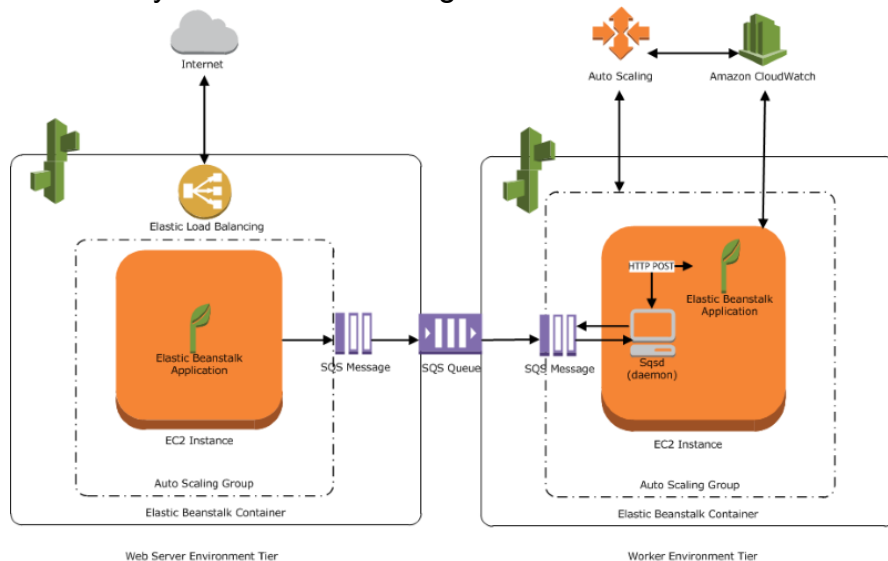 Internet
Auto Scaling
Amazon CloudWatch
Elastic Load Balancing
HTTP POST
Elastic Beanstalk
Application
Elastic Beanstalk
Application
SQS Message
SQS Queue
SQS Message
Sqsd
(daemon)
EC2 Instance
EC2 Instance
Auto Scaling Group
Auto Scaling Group
Elastic Beanstalk Container
Elastic Beanstalk Container
Web Server Environment Tier
Worker Environment Tier